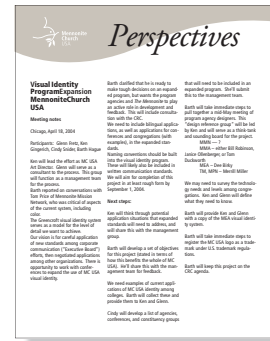 Mennonite
Church
USA
Perspectives
Visual Identity
Program Expansion
Mennonite Church
USA
Meeting notes
Chicago, April 18, 2004
Participants: Glenn Fretz, Ken
Gingerich, Cindy Snider, Barth Hague
Ken will lead the effort as MC USA
Art Director. Glenn will serve as a
consultant to the process. This group
will function as a management team
for the process.
Barth reported on conversations with
Tom Price of Mennonite Mission
Network, who was critical of aspects
of the current system, including
color.
The Greencroft visual identity system
serves as a model for the level of
detail we want to achieve.
Our vision is for careful application
of new standards among corporate
communication ("Executive Board")
efforts, then negotiated applications
among other organizations. There is
opportunity to work with confer-
ences to expand the use of MC USA
visual identity.
Barth clarified that he is ready to
make tough decisions on an expand-
ed program, but wants the program
agencies and The Mennonite to play
an active role in development and
feedback. This will include consulta-
tion with the CRC.
We need to include bilingual applica-
tions, as well as applications for con-
ferences and congregations (with
examples), in the expanded stan-
dards.
Naming conventions should be built
into the visual identity program.
These will likely also be included in
written communication standards.
We will aim for completion of this
project in at least rough form by
September 1, 2004.
Next steps:
Ken will think through potential
application situations that expanded
standards will need to address, and
will share this with the management
group.
Barth will develop a set of objectives
for this project (stated in terms of
how this benefits the whole of MC
USA). He'll share this with the man-
agement team for feedback.
We need examples of current appli-
cations of MC USA identity among
colleges. Barth will collect these and
provide them to Ken and Glenn.
Cindy will develop a list of agencies,
conferences, and constituency groups
that will need to be included in an
expanded program. She'll submit
this to the management team.
Barth will take immediate steps to
pull together a mid-May meeting of
program agency designees. This
"design reference group" will be led
by Ken and will serve as a think-tank
and sounding board for the project.
MMN — ?
MMA – either Bill Robinson,
Janice Ollenberger, or Tom
Duckworth
MEA – Dee Birky
TM, MPN – Merrill Miller
We may need to survey the technolo-
gy needs and levels among congre-
gations. Ken and Glenn will define
what they need to know.
Barth will provide Ken and Glenn
with a copy of the MMA visual identi-
ty system.
Barth will take immediate steps to
register the MC USA logo as a trade-
mark under U.S. trademark regula-
tions.
Barth will keep this project on the
CRC agenda.